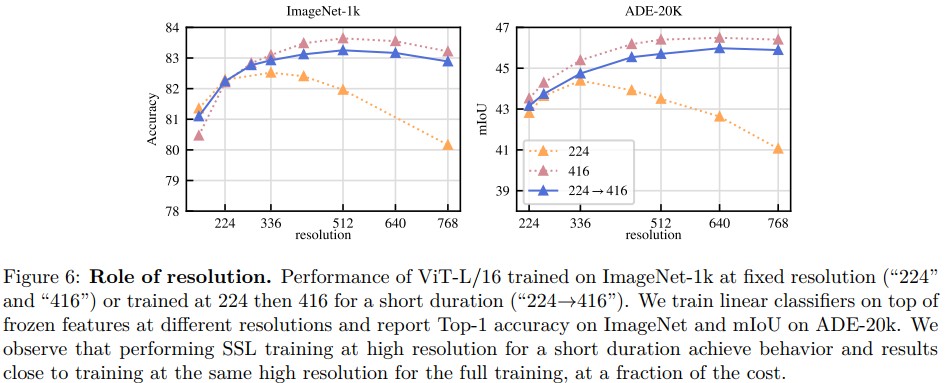 ImageNet-1k
84
83
82
81
80
79
78
Accuracy
224
336
512
640
768
resolution
ADE-20K
47
45
43
41
39
mIoU
224
416
224→416
224
336
512
640
768
resolution
Figure 6: Role of resolution. Performance of ViT-L/16 trained on ImageNet-1k at fixed resolution (“224”
and “416”) or trained at 224 then 416 for a short duration (“224→416”). We train linear classifiers on top of
frozen features at different resolutions and report Top-1 accuracy on ImageNet and mIoU on ADE-20k. We
observe that performing SSL training at high resolution for a short duration achieve behavior and results
close to training at the same high resolution for the full training, at a fraction of the cost.